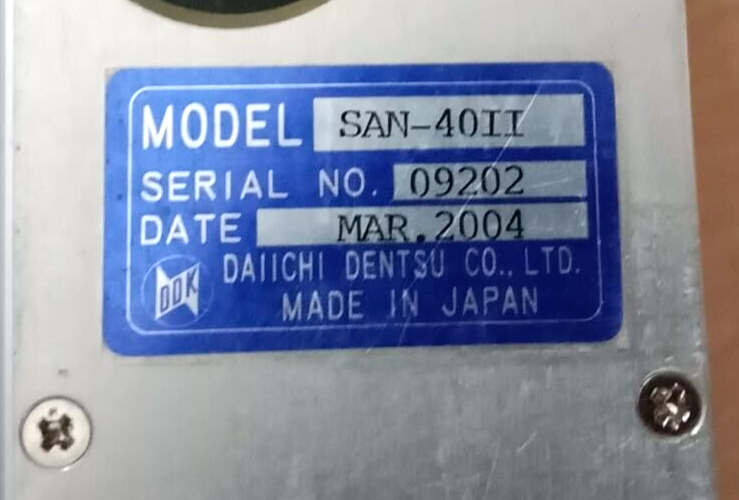 MODEL SAN-40II
SERIAL NO. 09202
DATE MAR.2004
DDK DAIICHI DENTSU CO., LTD.
MADE IN JAPAN